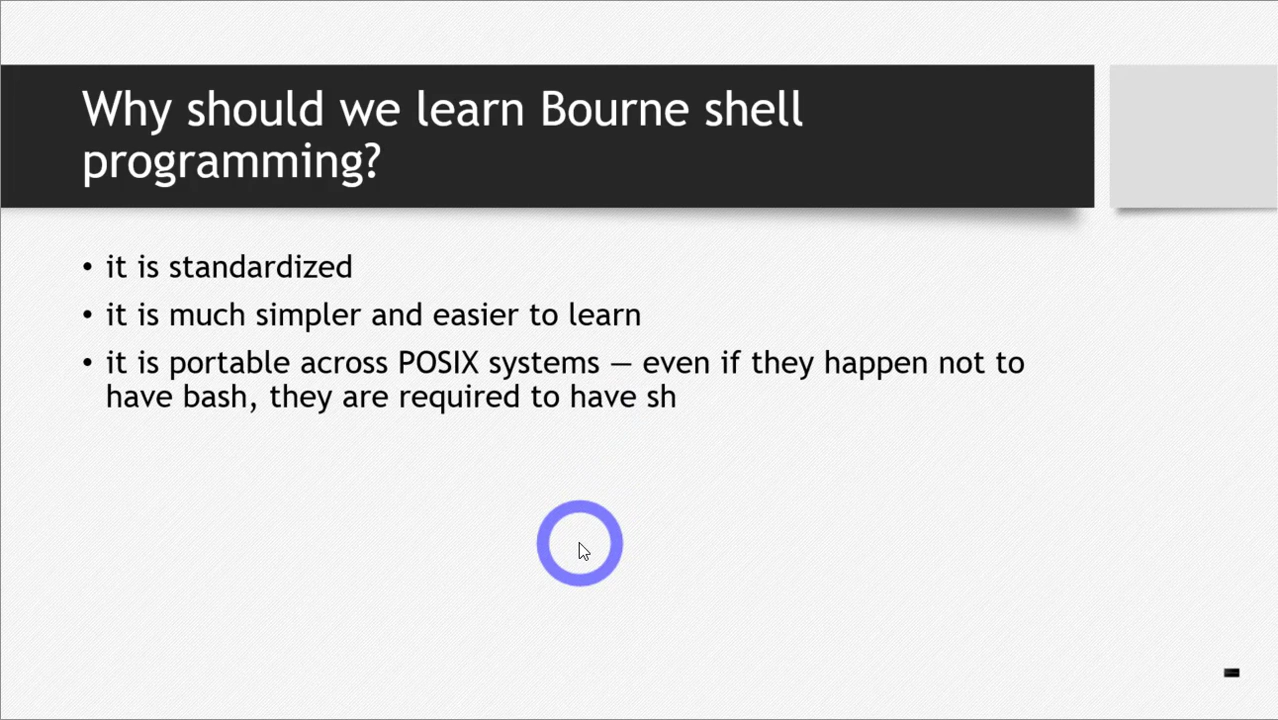 Why should we learn Bourne shell
programming?
• it is standardized
• it is much simpler and easier to learn
• it is portable across POSIX systems — even if they happen not to
have bash, they are required to have sh